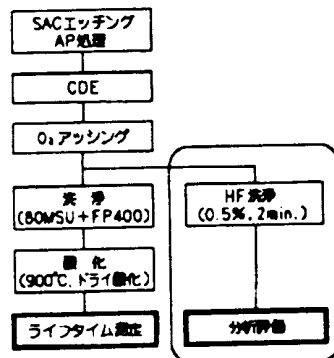 SACエッチング
AP処理
CDE
O₂アッシング
洗浄
(80MSU+FP400)
HF洗浄
(0.5%, 2min.)
酸化
(900℃, ドライ酸化)
ライフタイム測定
分析評価